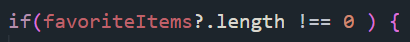 if(favoriteItems?.length !== 0 ) {